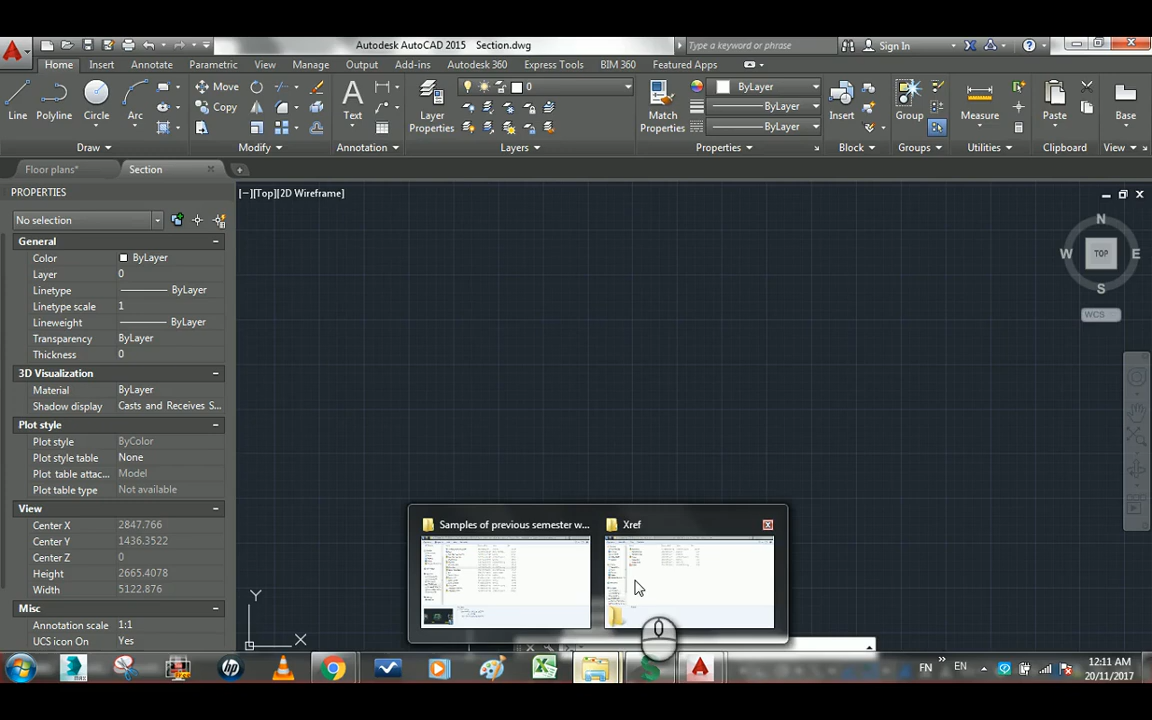 Autodesk AutoCAD 2015 Section.dwg
Type a keyword or phrase
Sign In
Home Insert Annotate Parametric View Manage Output Add-ins Autodesk 360 Express Tools BIM 360 Featured Apps
Line Polyline Circle Arc
Move
Copy
Text
Layer Properties
0
Match Properties
ByLayer
ByLayer
ByLayer
Insert
Group
Measure
Paste
Base
Draw Modify Annotation Layers Properties Block Groups Utilities Clipboard View
Floor plans* Section
PROPERTIES
[−][Top][2D Wireframe]
No selection
General
Color ByLayer
Layer 0
Linetype ByLayer
Linetype scale 1
Lineweight ByLayer
Transparency ByLayer
Thickness 0
3D Visualization
Material ByLayer
Shadow display Casts and Receives S...
Plot style
Plot style ByColor
Plot style table None
Plot table attac... Model
Plot table type Not available
View
Center X 2847.766
Center Y 1436.3522
Center Z 0
Height 2665.4078
Width 5122.876
Misc
Annotation scale 1:1
UCS icon On Yes
N
W TOP E
S
WCS
Y
X
Samples of previous semester w...
Xref
FN EN
12:11 AM
20/11/2017